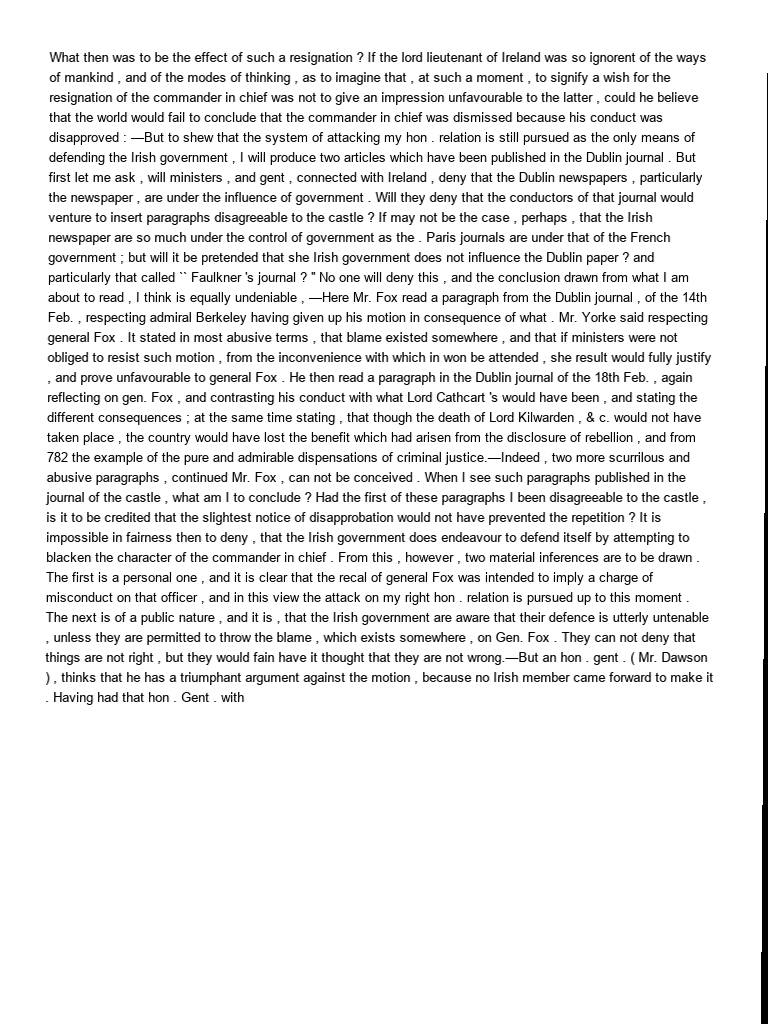 What then was to be the effect of such a resignation ? If the lord lieutenant of Ireland was so ignorent of the ways
of mankind , and of the modes of thinking , as to imagine that , at such a moment , to signify a wish for the
resignation of the commander in chief was not to give an impression unfavourable to the latter , could he believe
that the world would fail to conclude that the commander in chief was dismissed because his conduct was
disapproved : —But to shew that the system of attacking my hon . relation is still pursued as the only means of
defending the Irish government , I will produce two articles which have been published in the Dublin journal . But
first let me ask , will ministers , and gent , connected with Ireland , deny that the Dublin newspapers , particularly
the newspaper , are under the influence of government . Will they deny that the conductors of that journal would
venture to insert paragraphs disagreeable to the castle ? If may not be the case , perhaps , that the Irish
newspaper are so much under the control of government as the . Paris journals are under that of the French
government ; but will it be pretended that she Irish government does not influence the Dublin paper ? and
particularly that called `` Faulkner 's journal ? '' No one will deny this , and the conclusion drawn from what I am
about to read , I think is equally undeniable , —Here Mr. Fox read a paragraph from the Dublin journal , of the 14th
Feb. , respecting admiral Berkeley having given up his motion in consequence of what . Mr. Yorke said respecting
general Fox . It stated in most abusive terms , that blame existed somewhere , and that if ministers were not
obliged to resist such motion , from the inconvenience with which in won be attended , she result would fully justify
, and prove unfavourable to general Fox . He then read a paragraph in the Dublin journal of the 18th Feb. , again
reflecting on gen. Fox , and contrasting his conduct with what Lord Cathcart 's would have been , and stating the
different consequences ; at the same time stating , that though the death of Lord Kilwarden , & c. would not have
taken place , the country would have lost the benefit which had arisen from the disclosure of rebellion , and from
782 the example of the pure and admirable dispensations of criminal justice.—Indeed , two more scurrilous and
abusive paragraphs , continued Mr. Fox , can not be conceived . When I see such paragraphs published in the
journal of the castle , what am I to conclude ? Had the first of these paragraphs I been disagreeable to the castle ,
is it to be credited that the slightest notice of disapprobation would not have prevented the repetition ? It is
impossible in fairness then to deny , that the Irish government does endeavour to defend itself by attempting to
blacken the character of the commander in chief . From this , however , two material inferences are to be drawn .
The first is a personal one , and it is clear that the recal of general Fox was intended to imply a charge of
misconduct on that officer , and in this view the attack on my right hon . relation is pursued up to this moment .
The next is of a public nature , and it is , that the Irish government are aware that their defence is utterly untenable
, unless they are permitted to throw the blame , which exists somewhere , on Gen. Fox . They can not deny that
things are not right , but they would fain have it thought that they are not wrong.—But an hon . gent . ( Mr. Dawson
) , thinks that he has a triumphant argument against the motion , because no Irish member came forward to make it
. Having had that hon . Gent . with